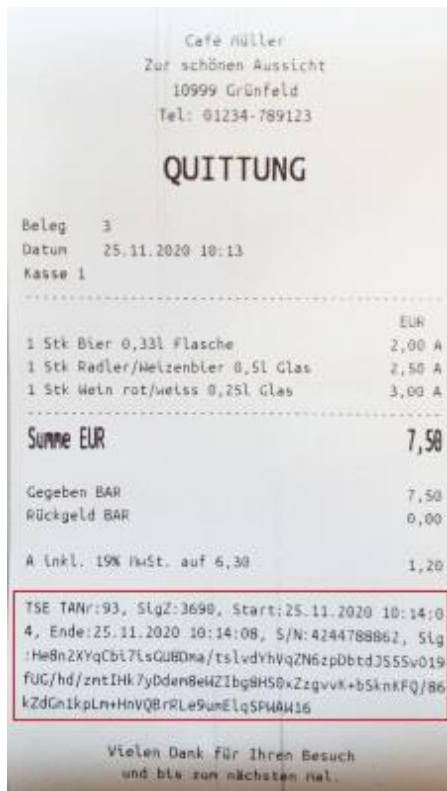 Café Müller
Zur schönen Aussicht
10999 Grünfeld
Tel: 01234-789123
QUITTUNG
Beleg 3
Datum 25.11.2020 10:13
Kasse 1
EUR
1 Stk Bier 0,33l Flasche 2,00 A
1 Stk Radler/Weizenbier 0,5l Glas 2,50 A
1 Stk Wein rot/weiss 0,25l Glas 3,00 A
Summe EUR 7,50
Gegeben BAR 7,50
Rückgeld BAR 0,00
A inkl. 19% MwSt. auf 6,30 1,20
TSE TANr:93, SigZ:3690, Start:25.11.2020 10:14:0
4, Ende:25.11.2020 10:14:08, S/N:4244788862, Sig
Vielen Dank für Ihren Besuch
und bis zum nächsten mal.